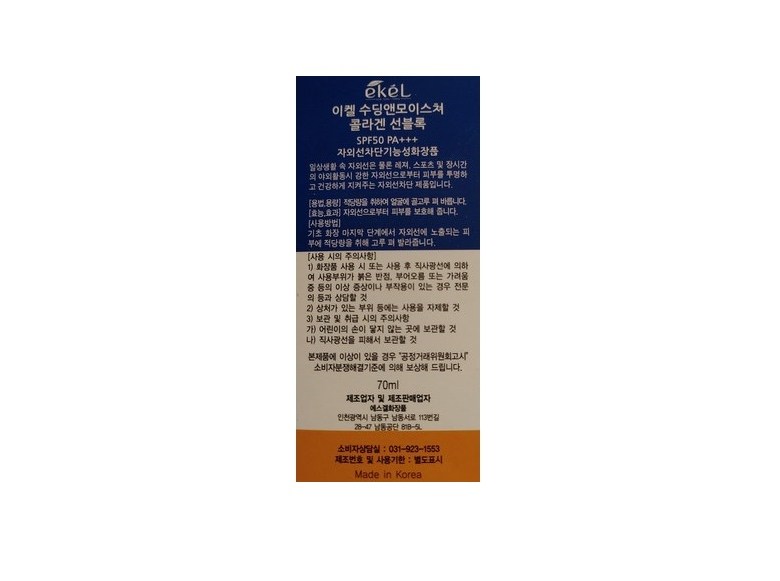 ekeL
이켈 수딩앤모이스쳐
콜라겐 선블록
SPF50 PA+++
자외선차단기능성화장품
일상생활 속 자외선은 물론 레져, 스포츠 및 장시간
의 야외활동시 강한 자외선으로부터 피부를 투명하
고 건강하게 지켜주는 자외선차단 제품입니다.
[용법,용량] 적당량을 취하여 얼굴에 골고루 펴 바릅니다.
[효능,효과] 자외선으로부터 피부를 보호해 줍니다.
[사용방법]
기초 화장 마지막 단계에서 자외선에 노출되는 피
부에 적당량을 취해 고루 펴 발라줍니다.
[사용 시의 주의사항]
1) 화장품 사용 시 또는 사용 후 직사광선에 의하
여 사용부위가 붉은 반점, 부어오름 또는 가려움
증 등의 이상 증상이나 부작용이 있는 경우 전문
의 등과 상담할 것
2) 상처가 있는 부위 등에는 사용을 자제할 것
3) 보관 및 취급 시의 주의사항
가) 어린이의 손이 닿지 않는 곳에 보관할 것
나) 직사광선을 피해서 보관할 것
본제품에 이상이 있을 경우 "공정거래위원회고시"
소비자분쟁해결기준에 의해 보상해 드립니다.
70ml
제조업자 및 제조판매업자
에스겔화장품
인천광역시 남동구 남동서로 113번길
28-47 남동공단 81B-5L
소비자상담실 : 031-923-1553
제조번호 및 사용기한 : 별도표시
Made in Korea